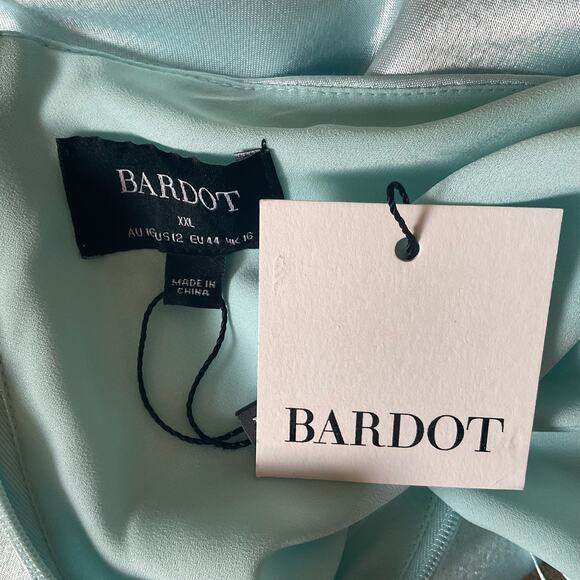 BARDOT
XXL
AU 16 US 12 EU 44 UK 16
MADE IN
CHINA
BARDOT